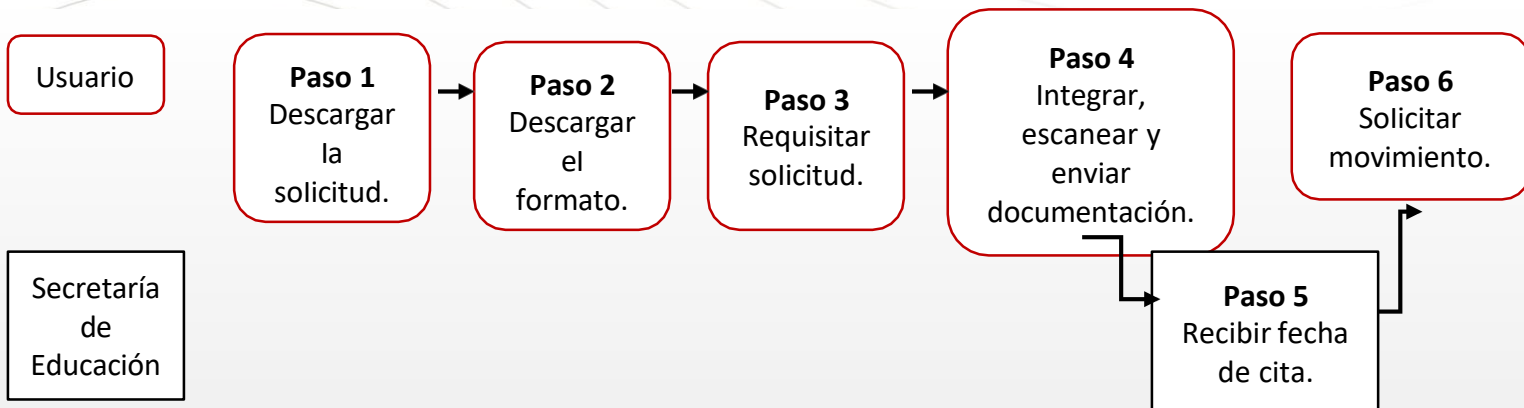 Usuario
Paso 1
Descargar
la
solicitud.
Paso 2
Descargar
el
formato.
Paso 3
Requisitar
solicitud.
Paso 4
Integrar,
escanear y
enviar
documentación.
Paso 6
Solicitar
movimiento.
Secretaría
de
Educación
Paso 5
Recibir fecha
de cita.